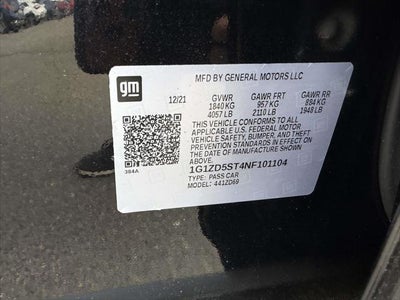 gm
MFD BY GENERAL MOTORS LLC
12/21 GVWR GAWR FRT GAWR RR
1840 KG 957 KG 884 KG
4057 LB 2110 LB 1948 LB
THIS VEHICLE CONFORMS TO ALL
APPLICABLE U.S. FEDERAL MOTOR
VEHICLE SAFETY, BUMPER, AND THEFT
PREVENTION STANDARDS IN EFFECT ON
THE DATE OF MANUFACTURE SHOWN
ABOVE.
1G1ZD5ST4NF101104
384A
TYPE: PASS CAR
MODEL: 441ZD69